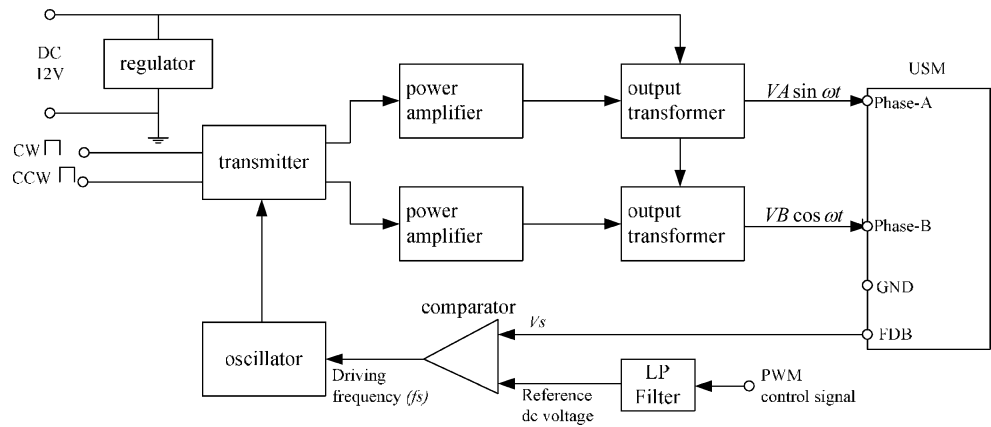 DC
12V
regulator
CW
CCW
transmitter
power
amplifier
output
transformer
VA sin ωt
USM
Phase-A
power
amplifier
output
transformer
VB cos ωt
Phase-B
GND
FDB
comparator
Vs
oscillator
Driving
frequency (fs)
Reference
dc voltage
LP
Filter
PWM
control signal